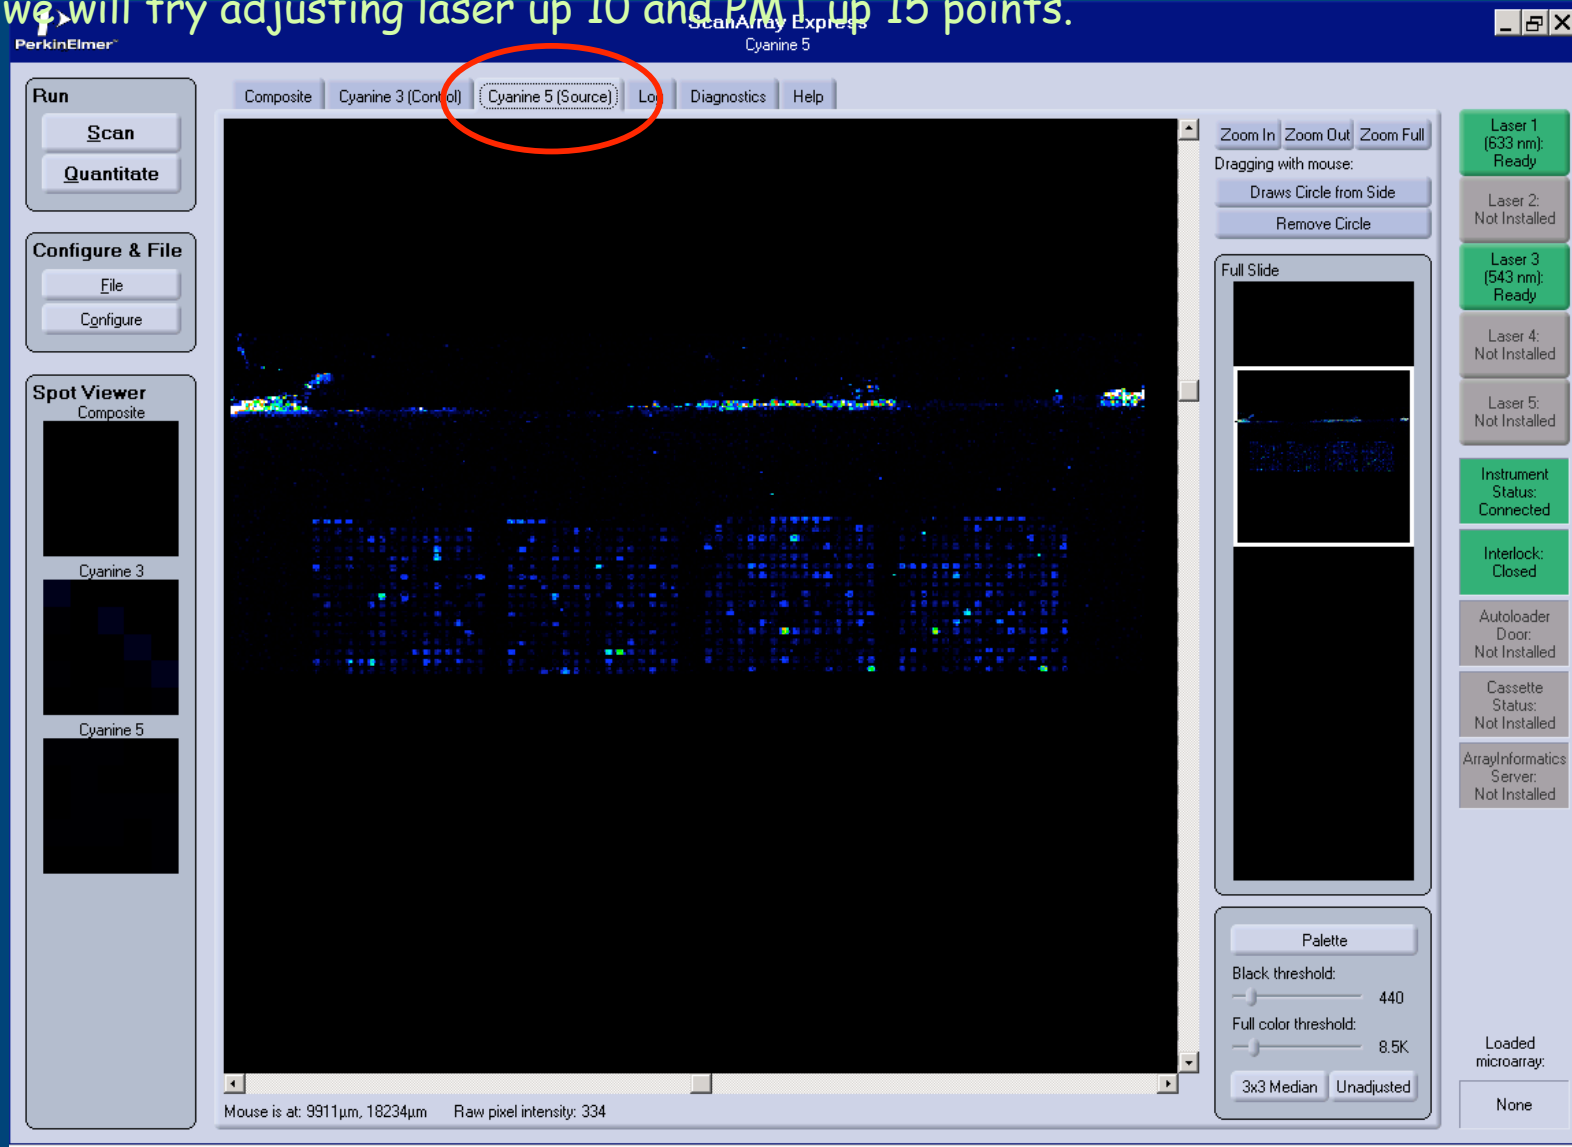 we will try adjusting laser up 10 and PMT up 15 points.
ScanArray Express
PerkinElmer™
Cyanine 5
Run
Scan
Quantitate
Configure & File
File
Configure
Spot Viewer
Composite
Cyanine 3
Cyanine 5
Composite
Cyanine 3 (Control)
Cyanine 5 (Source)
Log
Diagnostics
Help
Mouse is at: 9911µm, 18234µm Raw pixel intensity: 334
Zoom In
Zoom Out
Zoom Full
Dragging with mouse:
Draws Circle from Side
Remove Circle
Full Slide
Palette
Black threshold:
440
Full color threshold:
8.5K
3x3 Median
Unadjusted
Laser 1
(633 nm):
Ready
Laser 2:
Not Installed
Laser 3
(543 nm):
Ready
Laser 4:
Not Installed
Laser 5:
Not Installed
Instrument
Status:
Connected
Interlock:
Closed
Autoloader
Door:
Not Installed
Cassette
Status:
Not Installed
ArrayInformatics
Server:
Not Installed
Loaded
microarray:
None